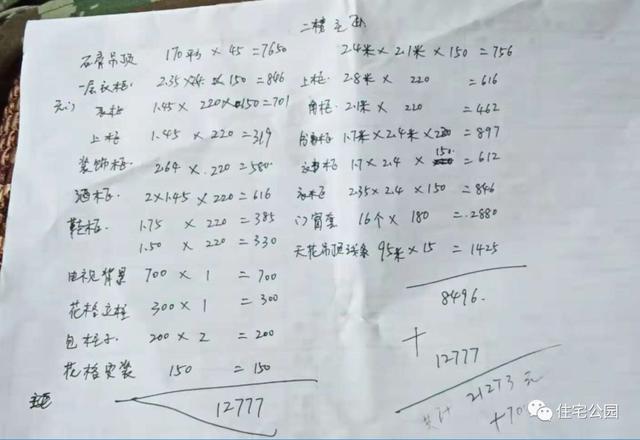 石膏吊顶 170平 × 45 = 7650
一层衣柜 2.35×2.4 × 150 = 846
1.45 × 220 = 701
上柜 1.45 × 220 = 319
装饰柜 2.64 × 220 = 580
酒柜 2×1.45 × 220 = 616
鞋柜 1.75 × 220 = 385
1.50 × 220 = 330
电视背景 700 × 1 = 700
花格立柱 300 × 1 = 300
包柱子 200 × 2 = 200
花格安装 150 = 150
12777
二楼主卧
2.4米 × 2.1米 × 150 = 756
上柜 2.8米 × 220 = 616
角柜 2.1米 × 220 = 462
1.7米 × 2.4米 × 220 = 897
1.7 × 2.4 × 150 = 612
衣柜 2.35 × 2.4 × 150 = 846
门窗套 16个 × 180 = 2880
天花吊顶线条 95米 × 15 = 1425
8496
+
12777
共计 21273元
+70
住宅公园